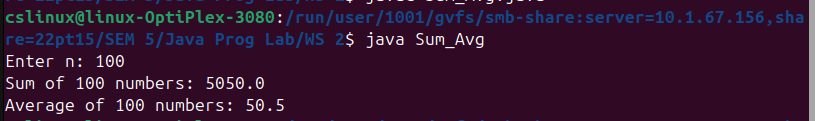 cslinux@linux-OptiPlex-3080:/run/user/1001/gvfs/smb-share:server=10.1.67.156,sha
re=22pt15/SEM 5/Java Prog Lab/WS 2$ java Sum_Avg
Enter n: 100
Sum of 100 numbers: 5050.0
Average of 100 numbers: 50.5